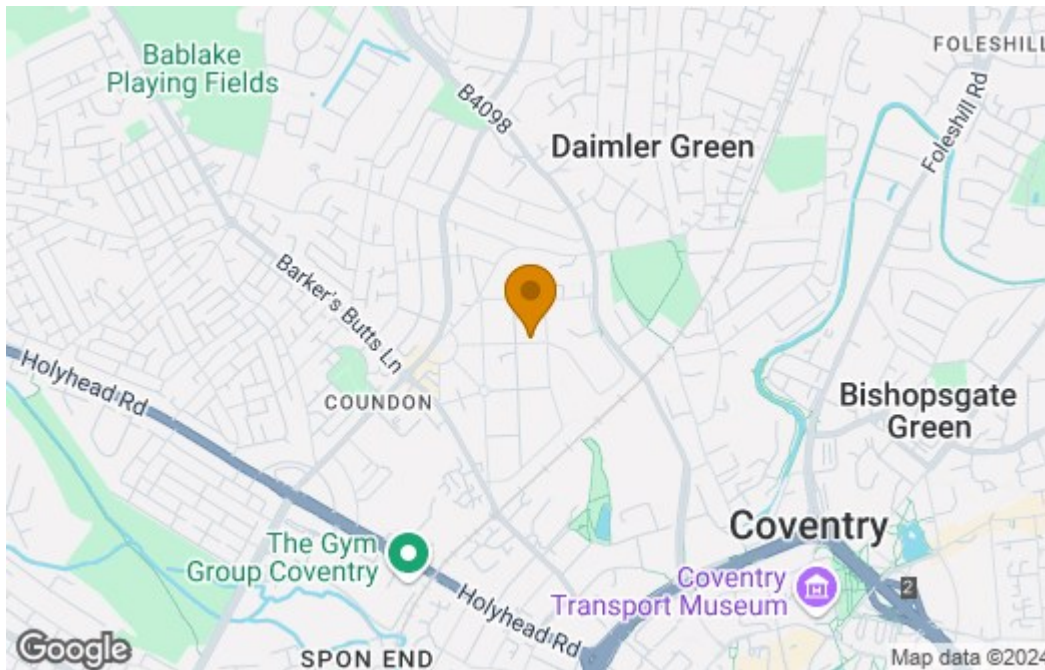 Bablake
Playing Fields
FOLESHILL
B4098
Foleshill Rd
Daimler Green
Barker's Butts Ln
Holyhead Rd
COUNDON
Bishopsgate
Green
Coventry
The Gym
Group Coventry
Coventry
Transport Museum
2
Holyhead Rd
SPON END
Google
Map data ©2024